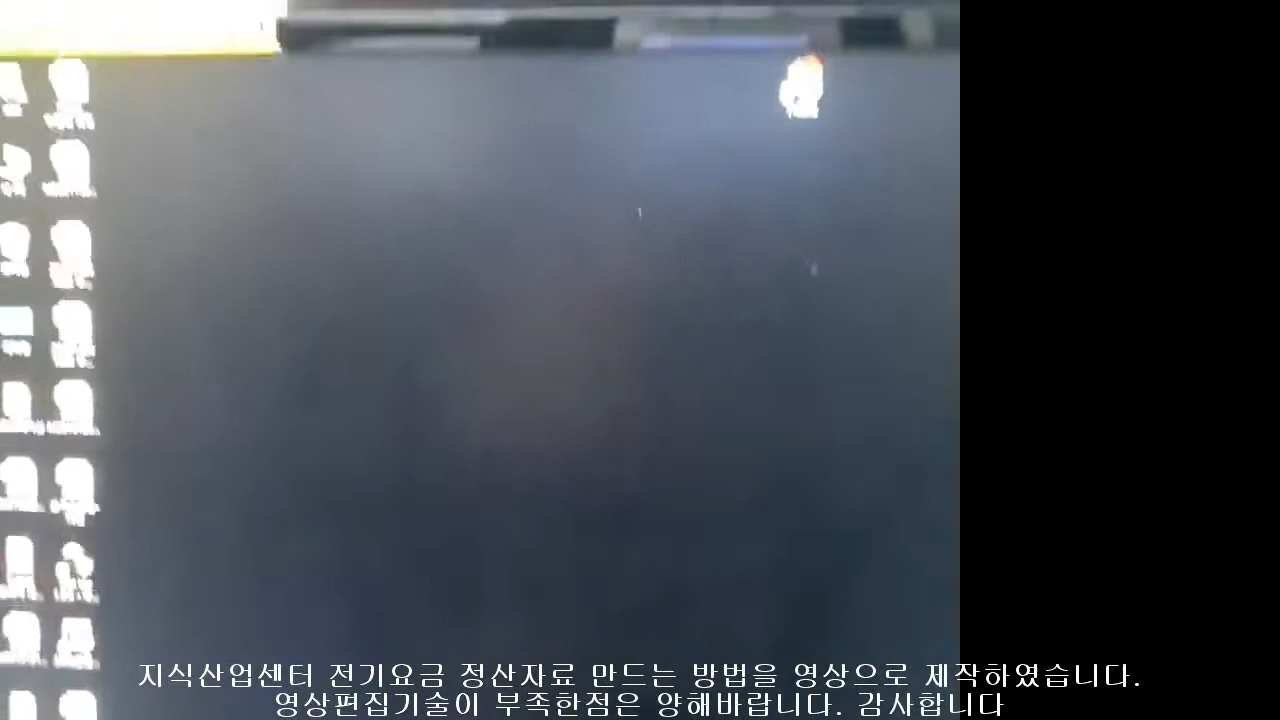 지식산업센터 전기요금 정산자료 만드는 방법을 영상으로 제작하였습니다.
영상편집기술이 부족한점은 양해바랍니다. 감사합니다